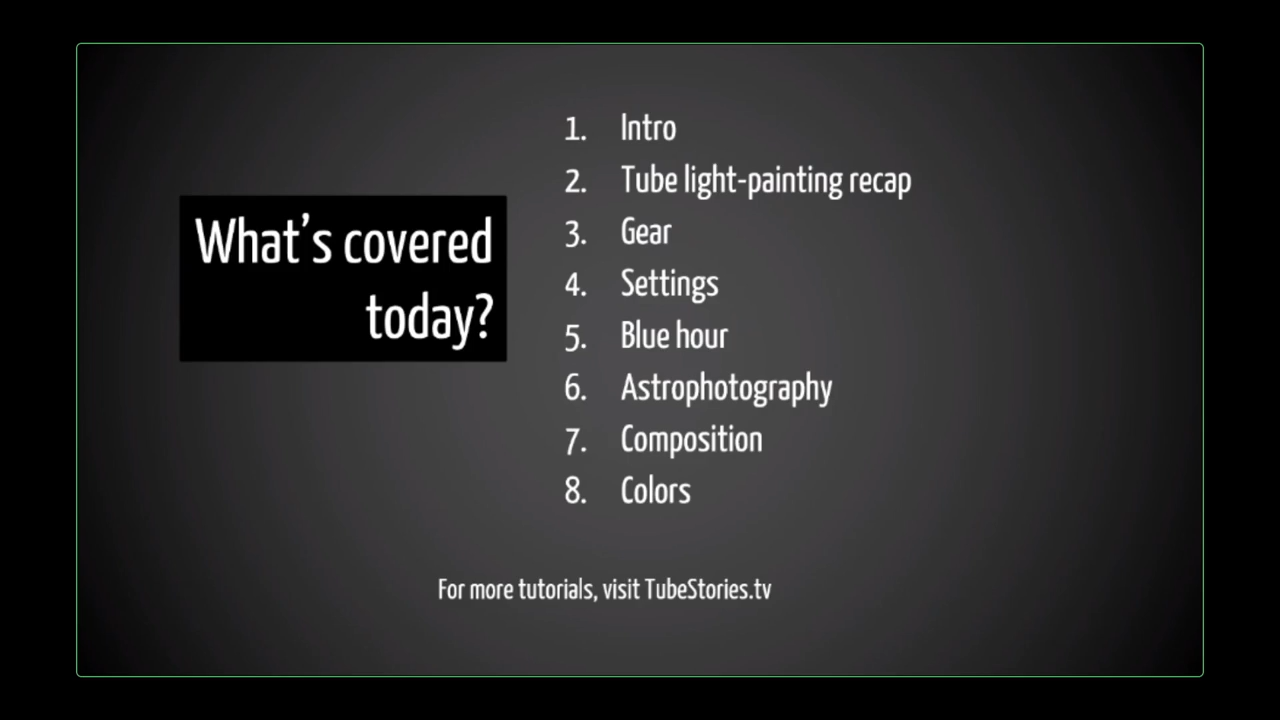 What's covered
today?
1. Intro
2. Tube light-painting recap
3. Gear
4. Settings
5. Blue hour
6. Astrophotography
7. Composition
8. Colors
For more tutorials, visit TubeStories.tv